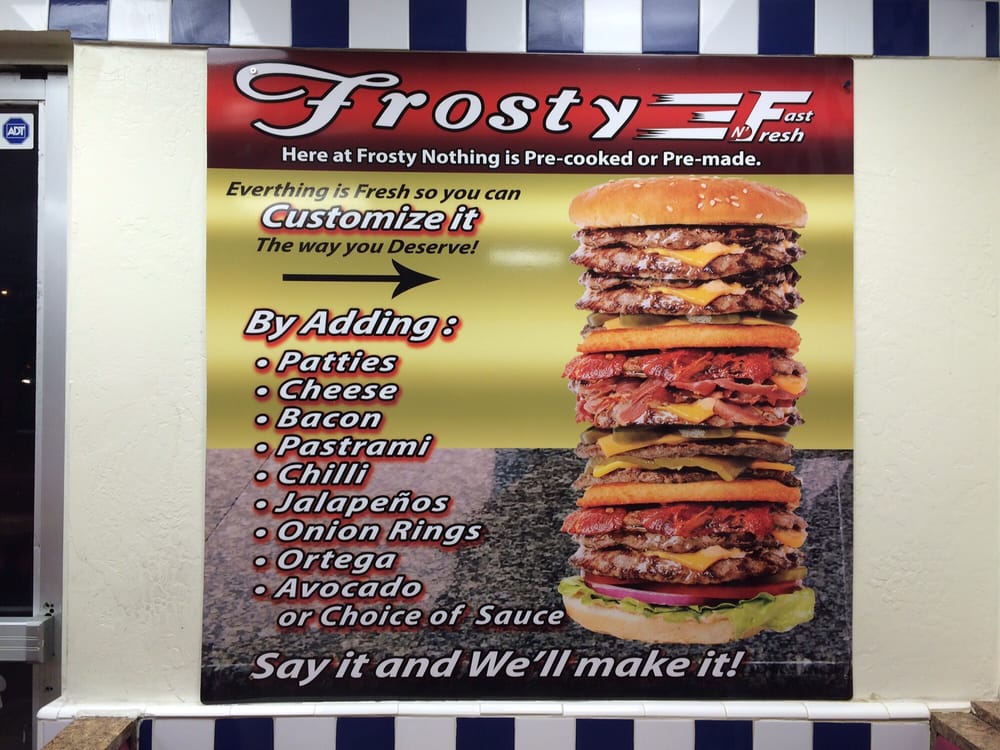 ADT
Frosty Fast
N' Fresh
Here at Frosty Nothing is Pre-cooked or Pre-made.
Everthing is Fresh so you can
Customize it
The way you Deserve!
By Adding :
• Patties
• Cheese
• Bacon
• Pastrami
• Chilli
• Jalapeños
• Onion Rings
• Ortega
• Avocado
or Choice of Sauce
Say it and We'll make it!